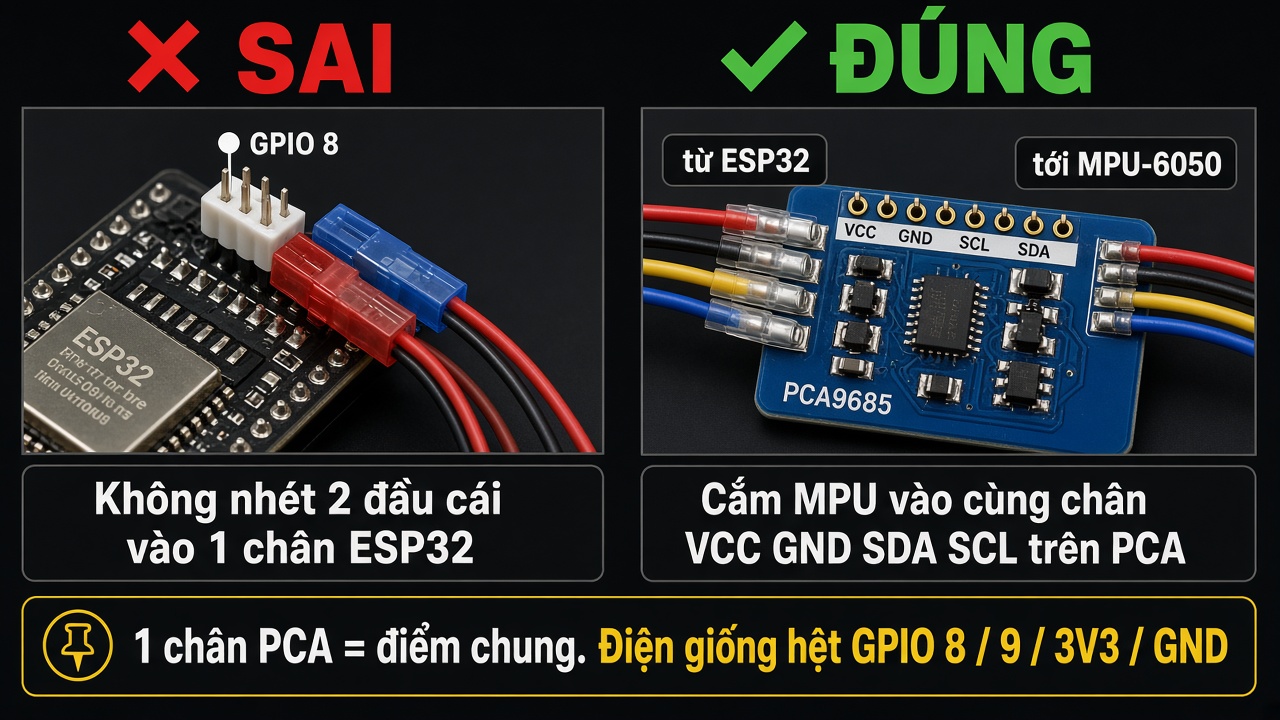 SAI
ĐÚNG
GPIO 8
ESP32
từ ESP32
tới MPU-6050
VCC GND SCL SDA
PCA9685
Không nhét 2 đầu cái
vào 1 chân ESP32
Cắm MPU vào cùng chân
VCC GND SDA SCL trên PCA
1 chân PCA = điểm chung. Điện giống hệt GPIO 8 / 9 / 3V3 / GND